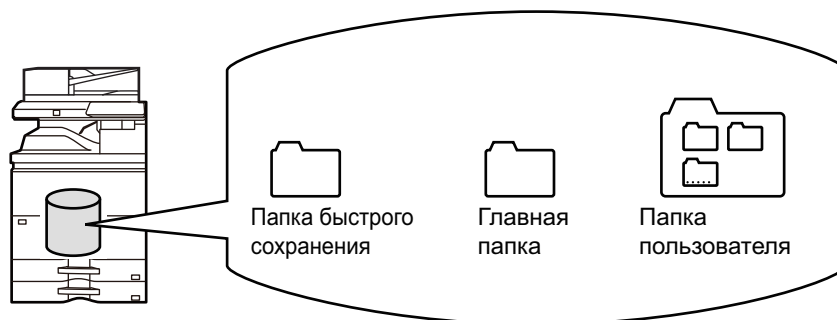 Папка быстрого
сохранения
Главная
папка
Папка
пользователя